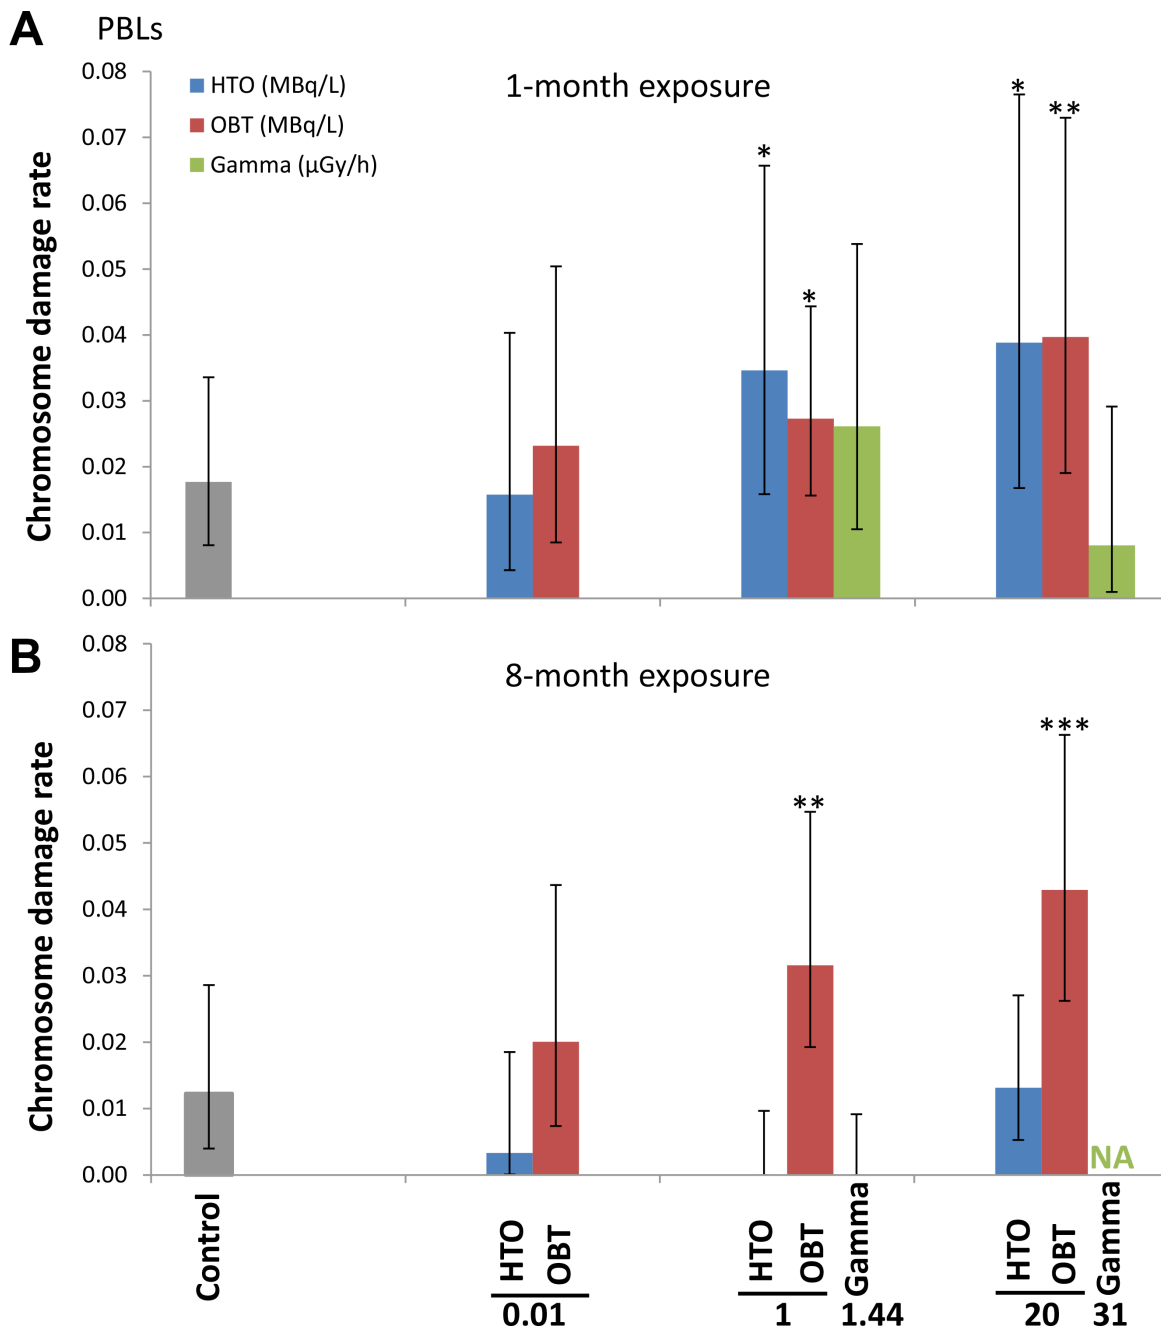 A PBLs
1-month exposure
HTO (MBq/L)
OBT (MBq/L)
Gamma (µGy/h)
Chromosome damage rate
0.08
0.07
0.06
0.05
0.04
0.03
0.02
0.01
0.00
*
*
*
**
B
8-month exposure
Chromosome damage rate
0.08
0.07
0.06
0.05
0.04
0.03
0.02
0.01
0.00
**
***
NA
Control
HTO OBT
HTO OBT Gamma
HTO OBT Gamma
0.01 1 1.44 20 31